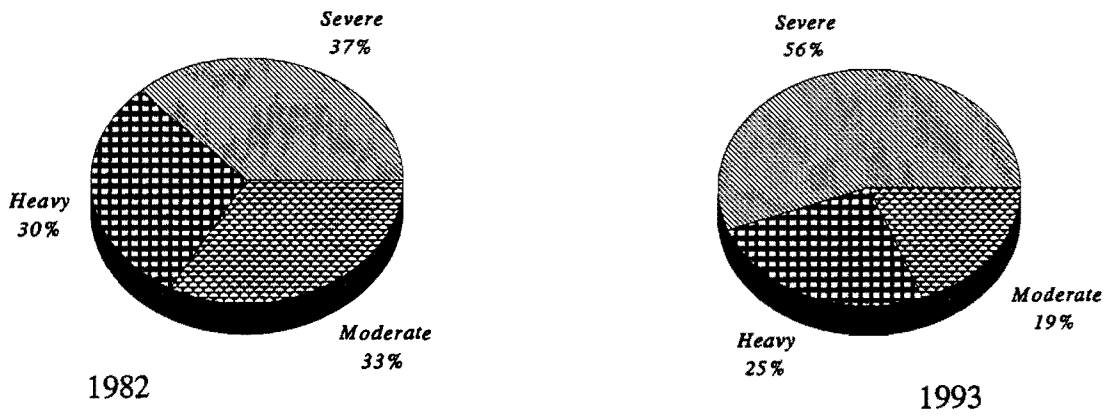 Severe
37%
Heavy
30%
Moderate
33%
1982
Severe
56%
Moderate
19%
Heavy
25%
1993